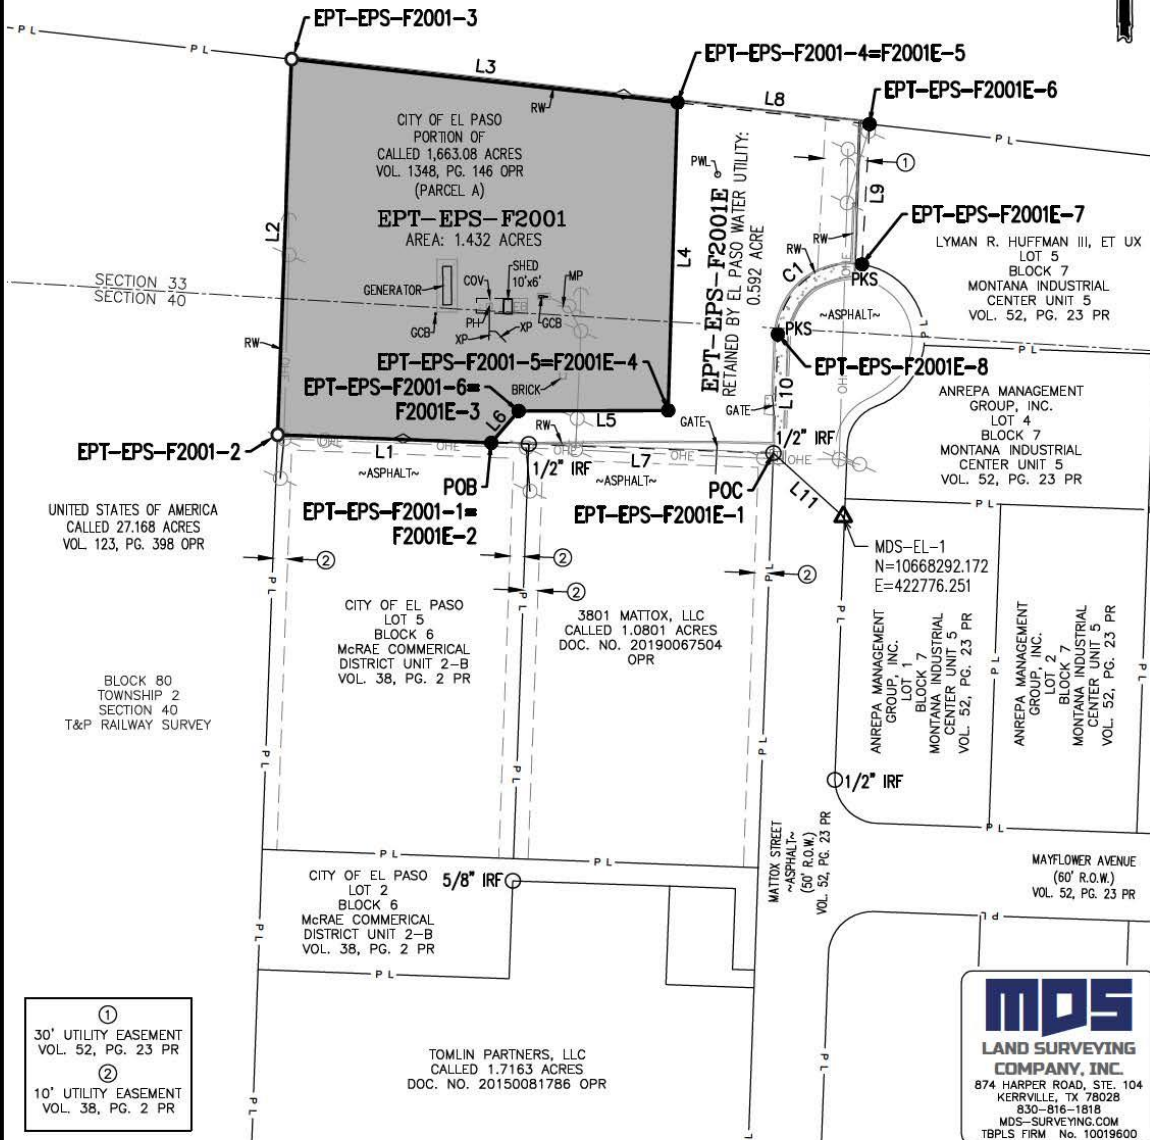 EPT-EPS-F2001-3
P L
P L
L3
EPT-EPS-F2001-4=F2001E-5
L8
EPT-EPS-F2001E-6
RW
P L
CITY OF EL PASO
PORTION OF
CALLED 1,663.08 ACRES
VOL. 1348, PG. 146 OPR
(PARCEL A)
EPT-EPS-F2001
AREA: 1.432 ACRES
PWL
EPT-EPS-F2001E
RETAINED BY EL PASO WATER UTILITY:
0.592 ACRE
1
L9
EPT-EPS-F2001E-7
LYMAN R. HUFFMAN III, ET UX
LOT 5
BLOCK 7
MONTANA INDUSTRIAL
CENTER UNIT 5
VOL. 52, PG. 23 PR
L2
L4
RW
RW
C1
OHE
PKS
SECTION 33
SECTION 40
GENERATOR
COV
SHED
10'x6'
MP
EB
GCB
PH
XP
XP
GCB
~ASPHALT~
PKS
P L
P L
EPT-EPS-F2001E-8
RW
OHE
EPT-EPS-F2001-5=F2001E-4
EPT-EPS-F2001-6=
F2001E-3
BRICK
L6
L5
RW
GATE
GATE
L10
OHE
ANREPA MANAGEMENT
GROUP, INC.
LOT 4
BLOCK 7
MONTANA INDUSTRIAL
CENTER UNIT 5
VOL. 52, PG. 23 PR
EPT-EPS-F2001-2
OHE
L1
OHE
~ASPHALT~
1/2" IRF
L7
OHE
~ASPHALT~
1/2" IRF
OHE
POB
EPT-EPS-F2001-1=
F2001E-2
POC
EPT-EPS-F2001E-1
L11
P L
UNITED STATES OF AMERICA
CALLED 27.168 ACRES
VOL. 123, PG. 398 OPR
MDS-EL-1
N=10668292.172
E=422776.251
2
2
2
2
P L
P L
P L
P L
P L
P L
CITY OF EL PASO
LOT 5
BLOCK 6
McRAE COMMERICAL
DISTRICT UNIT 2-B
VOL. 38, PG. 2 PR
3801 MATTOX, LLC
CALLED 1.0801 ACRES
DOC. NO. 20190067504
OPR
ANREPA MANAGEMENT
GROUP, INC.
LOT 1
BLOCK 7
MONTANA INDUSTRIAL
CENTER UNIT 5
VOL. 52, PG. 23 PR
ANREPA MANAGEMENT
GROUP, INC.
LOT 2
BLOCK 7
MONTANA INDUSTRIAL
CENTER UNIT 5
VOL. 52, PG. 23 PR
BLOCK 80
TOWNSHIP 2
SECTION 40
T&P RAILWAY SURVEY
P L
P L
P L
1/2" IRF
P L
P L
P L
MATTOX STREET
~ASPHALT~
(50' R.O.W.)
VOL. 52, PG. 23 PR
MAYFLOWER AVENUE
(60' R.O.W.)
VOL. 52, PG. 23 PR
CITY OF EL PASO
LOT 2
BLOCK 6
McRAE COMMERICAL
DISTRICT UNIT 2-B
VOL. 38, PG. 2 PR
5/8" IRF
P L
P L
P L
1
30' UTILITY EASEMENT
VOL. 52, PG. 23 PR
2
10' UTILITY EASEMENT
VOL. 38, PG. 2 PR
TOMLIN PARTNERS, LLC
CALLED 1.7163 ACRES
DOC. NO. 20150081786 OPR
P L
P L
P L
P L
MDS
LAND SURVEYING
COMPANY, INC.
874 HARPER ROAD, STE. 104
KERRVILLE, TX 78028
830-816-1818
MDS-SURVEYING.COM
TBPLS FIRM No. 10019600